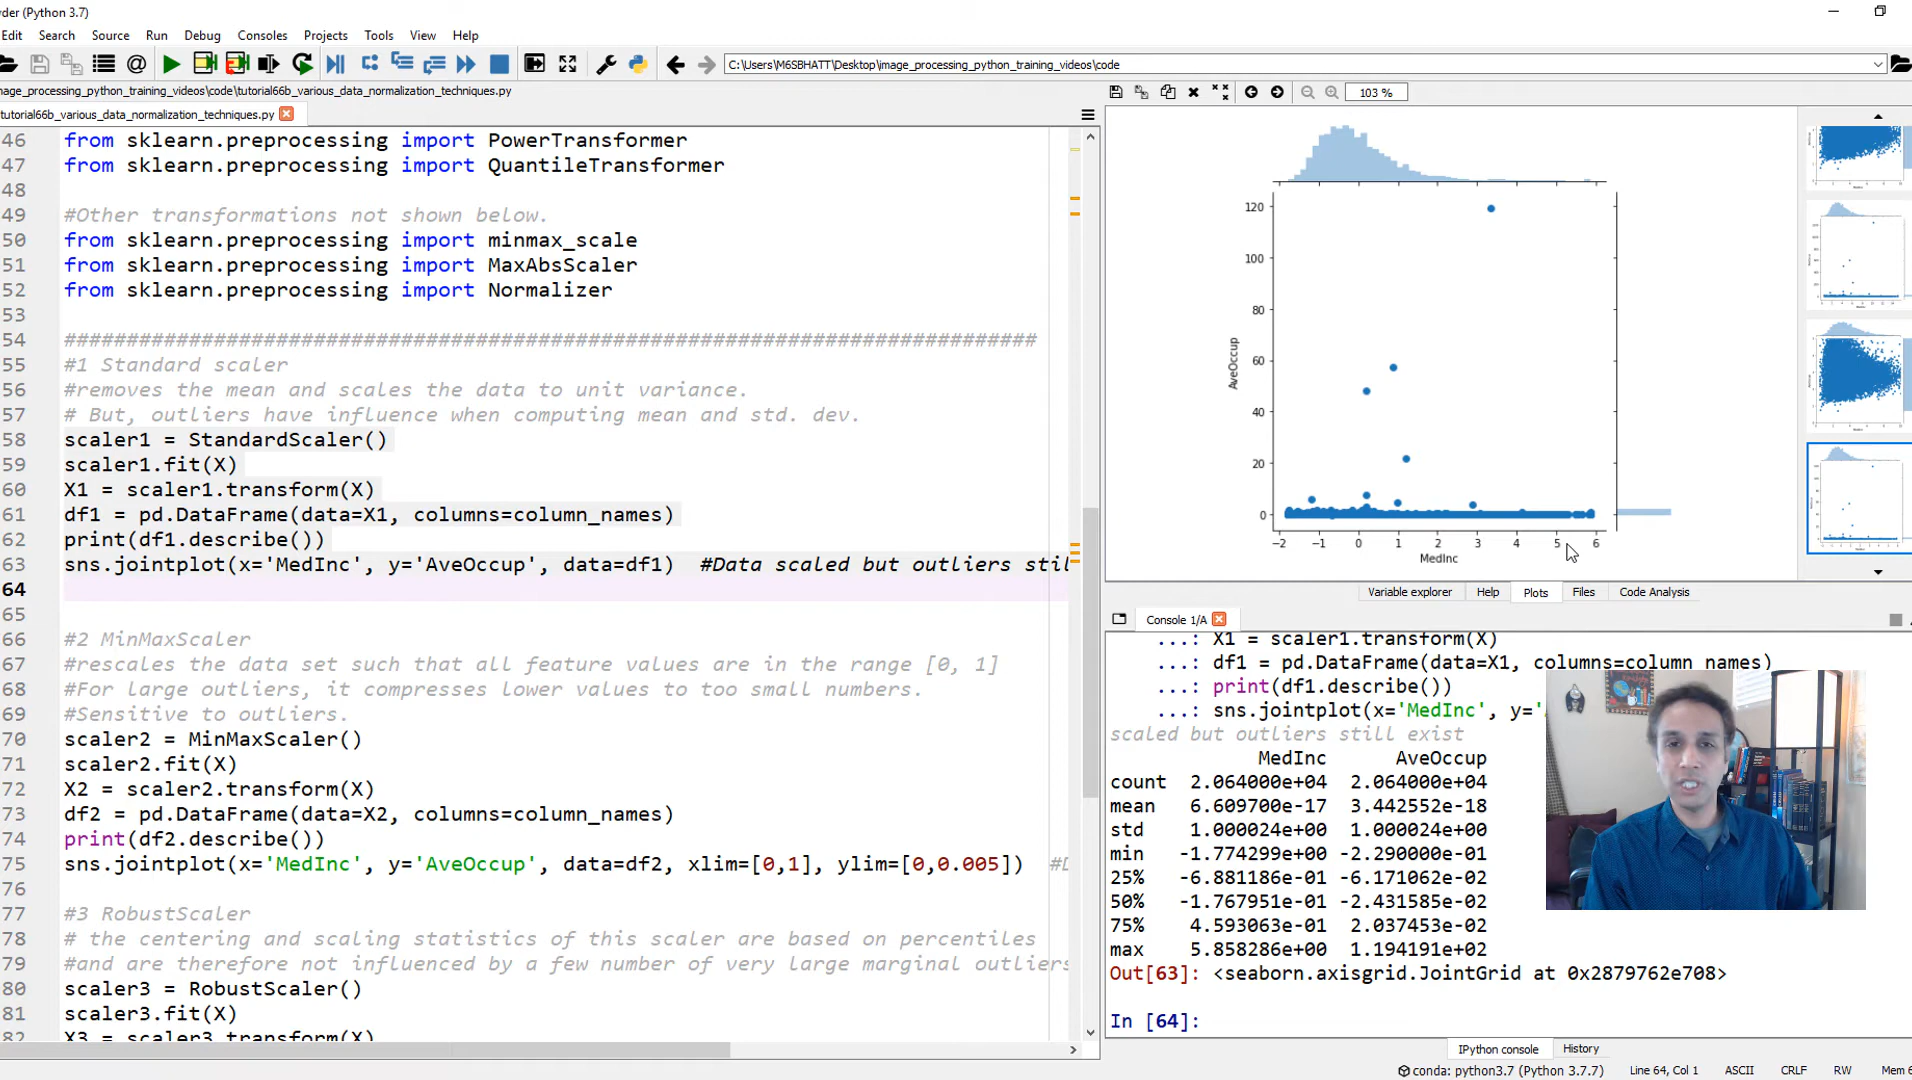 yder (Python 3.7)
Edit Search Source Run Debug Consoles Projects Tools View Help
C:\Users\M6SBHATT\Desktop\image_processing_python_training_videos\code
mage_processing_python_training_videos\code\tutorial66b_various_data_normalization_techniques.py
tutorial66b_various_data_normalization_techniques.py
103 %
46 from sklearn.preprocessing import PowerTransformer
47 from sklearn.preprocessing import QuantileTransformer
48
49 #Other transformations not shown below.
50 from sklearn.preprocessing import minmax_scale
51 from sklearn.preprocessing import MaxAbsScaler
52 from sklearn.preprocessing import Normalizer
53
54 ##############################################################################
55 #1 Standard scaler
56 #removes the mean and scales the data to unit variance.
57 # But, outliers have influence when computing mean and std. dev.
58 scaler1 = StandardScaler()
59 scaler1.fit(X)
60 X1 = scaler1.transform(X)
61 df1 = pd.DataFrame(data=X1, columns=column_names)
62 print(df1.describe())
63 sns.jointplot(x='MedInc', y='AveOccup', data=df1) #Data scaled but outliers stil
64
65
66 #2 MinMaxScaler
67 #rescales the data set such that all feature values are in the range [0, 1]
68 #For large outliers, it compresses lower values to too small numbers.
69 #Sensitive to outliers.
70 scaler2 = MinMaxScaler()
71 scaler2.fit(X)
72 X2 = scaler2.transform(X)
73 df2 = pd.DataFrame(data=X2, columns=column_names)
74 print(df2.describe())
75 sns.jointplot(x='MedInc', y='AveOccup', data=df2, xlim=[0,1], ylim=[0,0.005]) #D
76
77 #3 RobustScaler
78 # the centering and scaling statistics of this scaler are based on percentiles
79 #and are therefore not influenced by a few number of very large marginal outliers
80 scaler3 = RobustScaler()
81 scaler3.fit(X)
82 X3 = scaler3.transform(X)
120
100
80
60
40
20
0
AveOccup
−2 −1 0 1 2 3 4 5 6
MedInc
Variable explorer Help Plots Files Code Analysis
Console 1/A
...: X1 = scaler1.transform(X)
...: df1 = pd.DataFrame(data=X1, columns=column_names)
...: print(df1.describe())
...: sns.jointplot(x='MedInc', y='
scaled but outliers still exist
MedInc AveOccup
count 2.064000e+04 2.064000e+04
mean 6.609700e-17 3.442552e-18
std 1.000024e+00 1.000024e+00
min -1.774299e+00 -2.290000e-01
25% -6.881186e-01 -6.171062e-02
50% -1.767951e-01 -2.431585e-02
75% 4.593063e-01 2.037453e-02
max 5.858286e+00 1.194191e+02
Out[63]: <seaborn.axisgrid.JointGrid at 0x2879762e708>
In [64]:
IPython console History
conda: python3.7 (Python 3.7.7) Line 64, Col 1 ASCII CRLF RW Mem 6